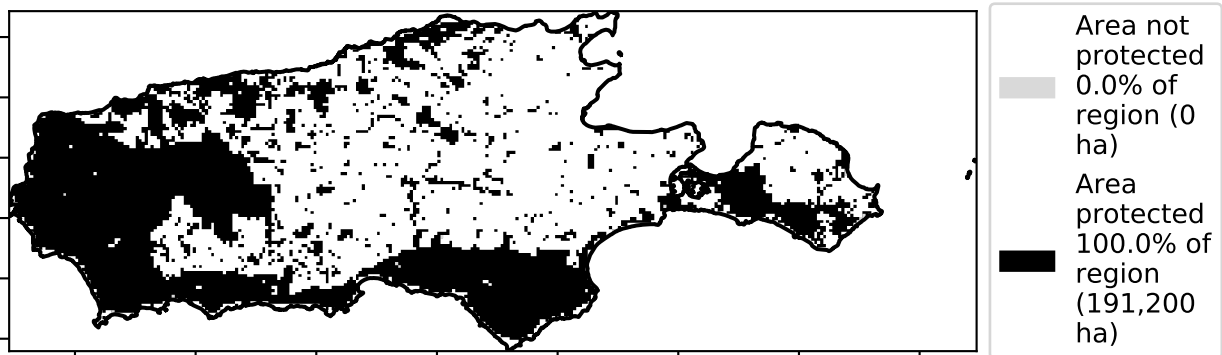 Area not
protected
0.0% of
region (0
ha)
Area
protected
100.0% of
region
(191,200
ha)